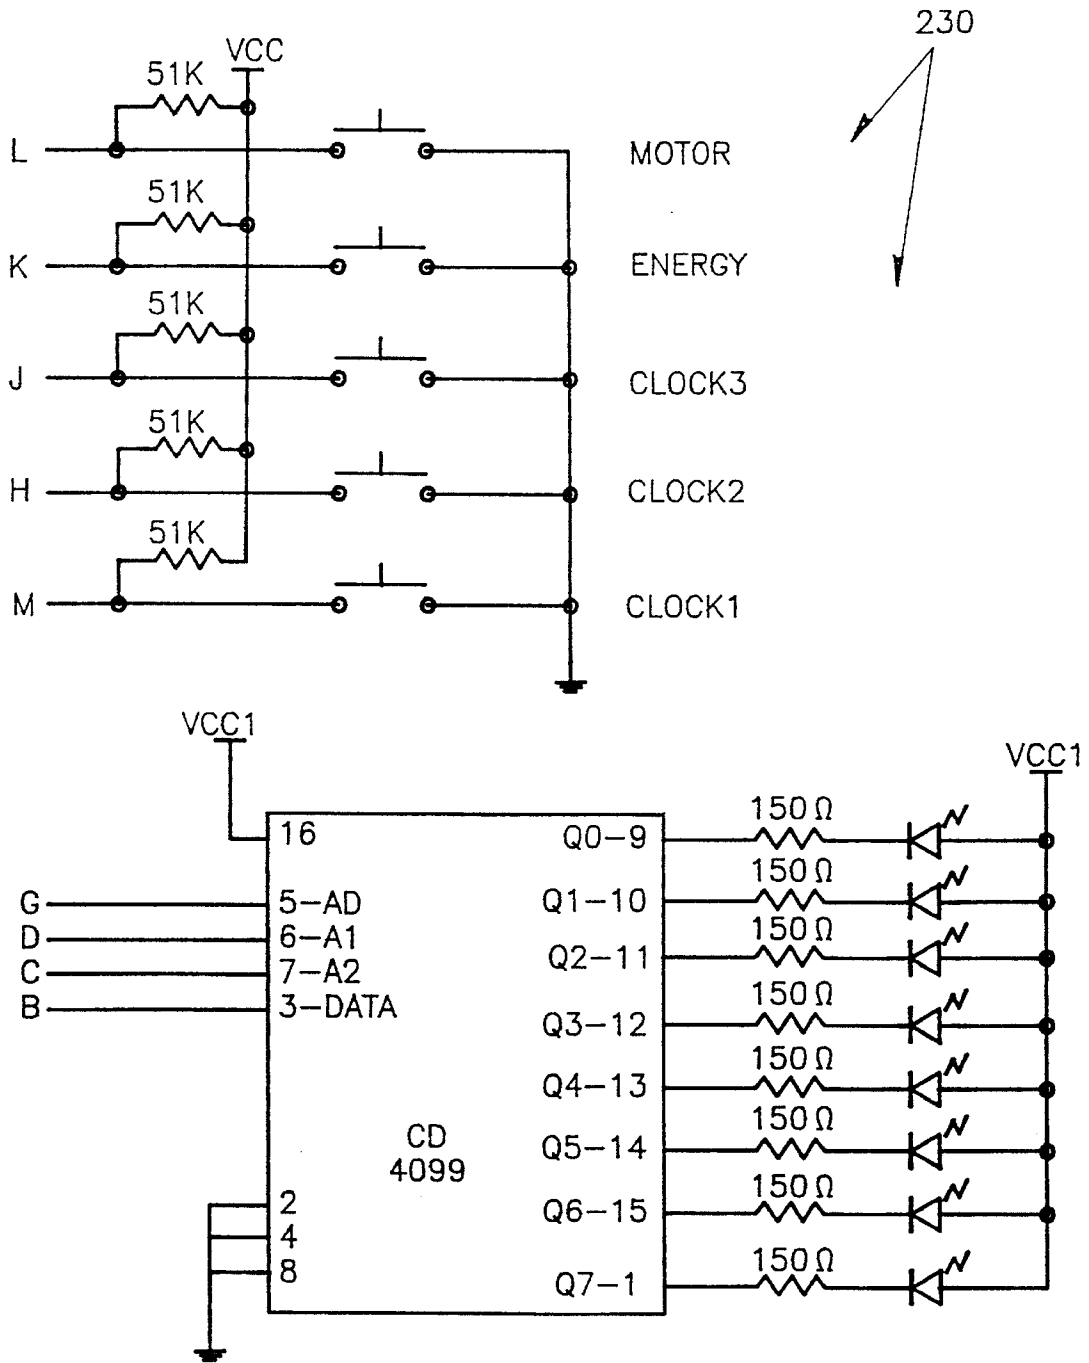 230
VCC
51K
L
MOTOR
51K
K
ENERGY
51K
J
CLOCK3
51K
H
CLOCK2
51K
M
CLOCK1
VCC1
VCC1
150Ω
16
Q0-9
150Ω
G
5-AD
Q1-10
150Ω
D
6-A1
Q2-11
C
7-A2
150Ω
B
3-DATA
Q3-12
150Ω
Q4-13
150Ω
CD
4099
Q5-14
150Ω
2
Q6-15
4
150Ω
8
Q7-1